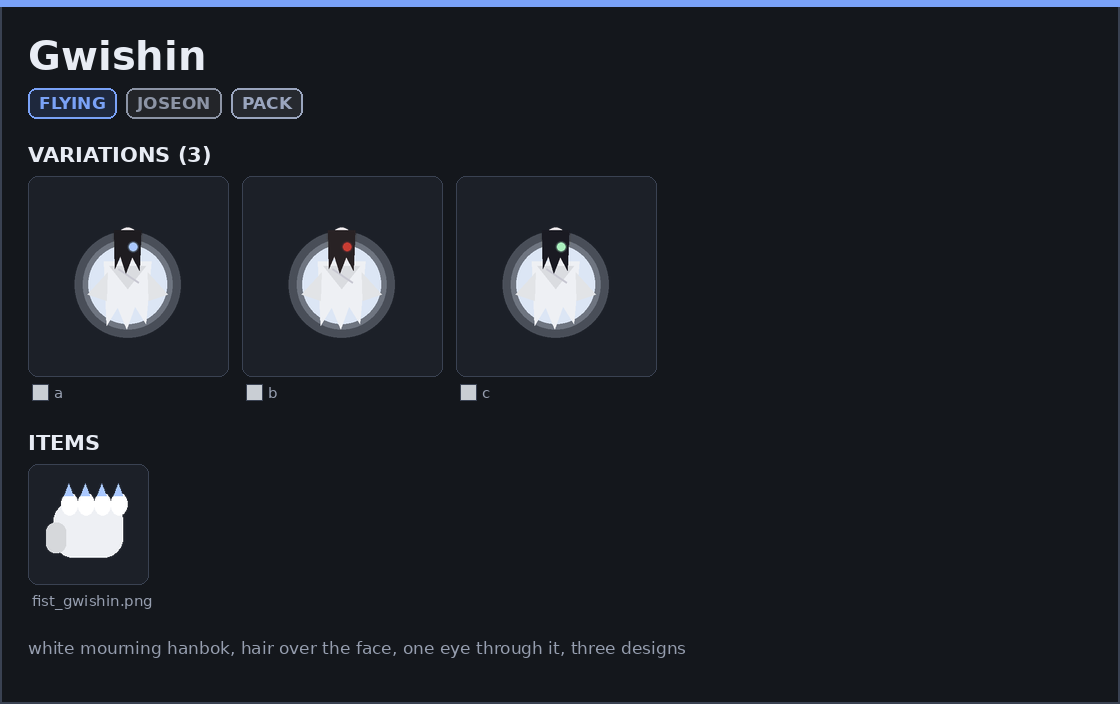 Gwishin
FLYING JOSEON PACK
VARIATIONS (3)
a b c
ITEMS
fist_gwishin.png
white mourning hanbok, hair over the face, one eye through it, three designs